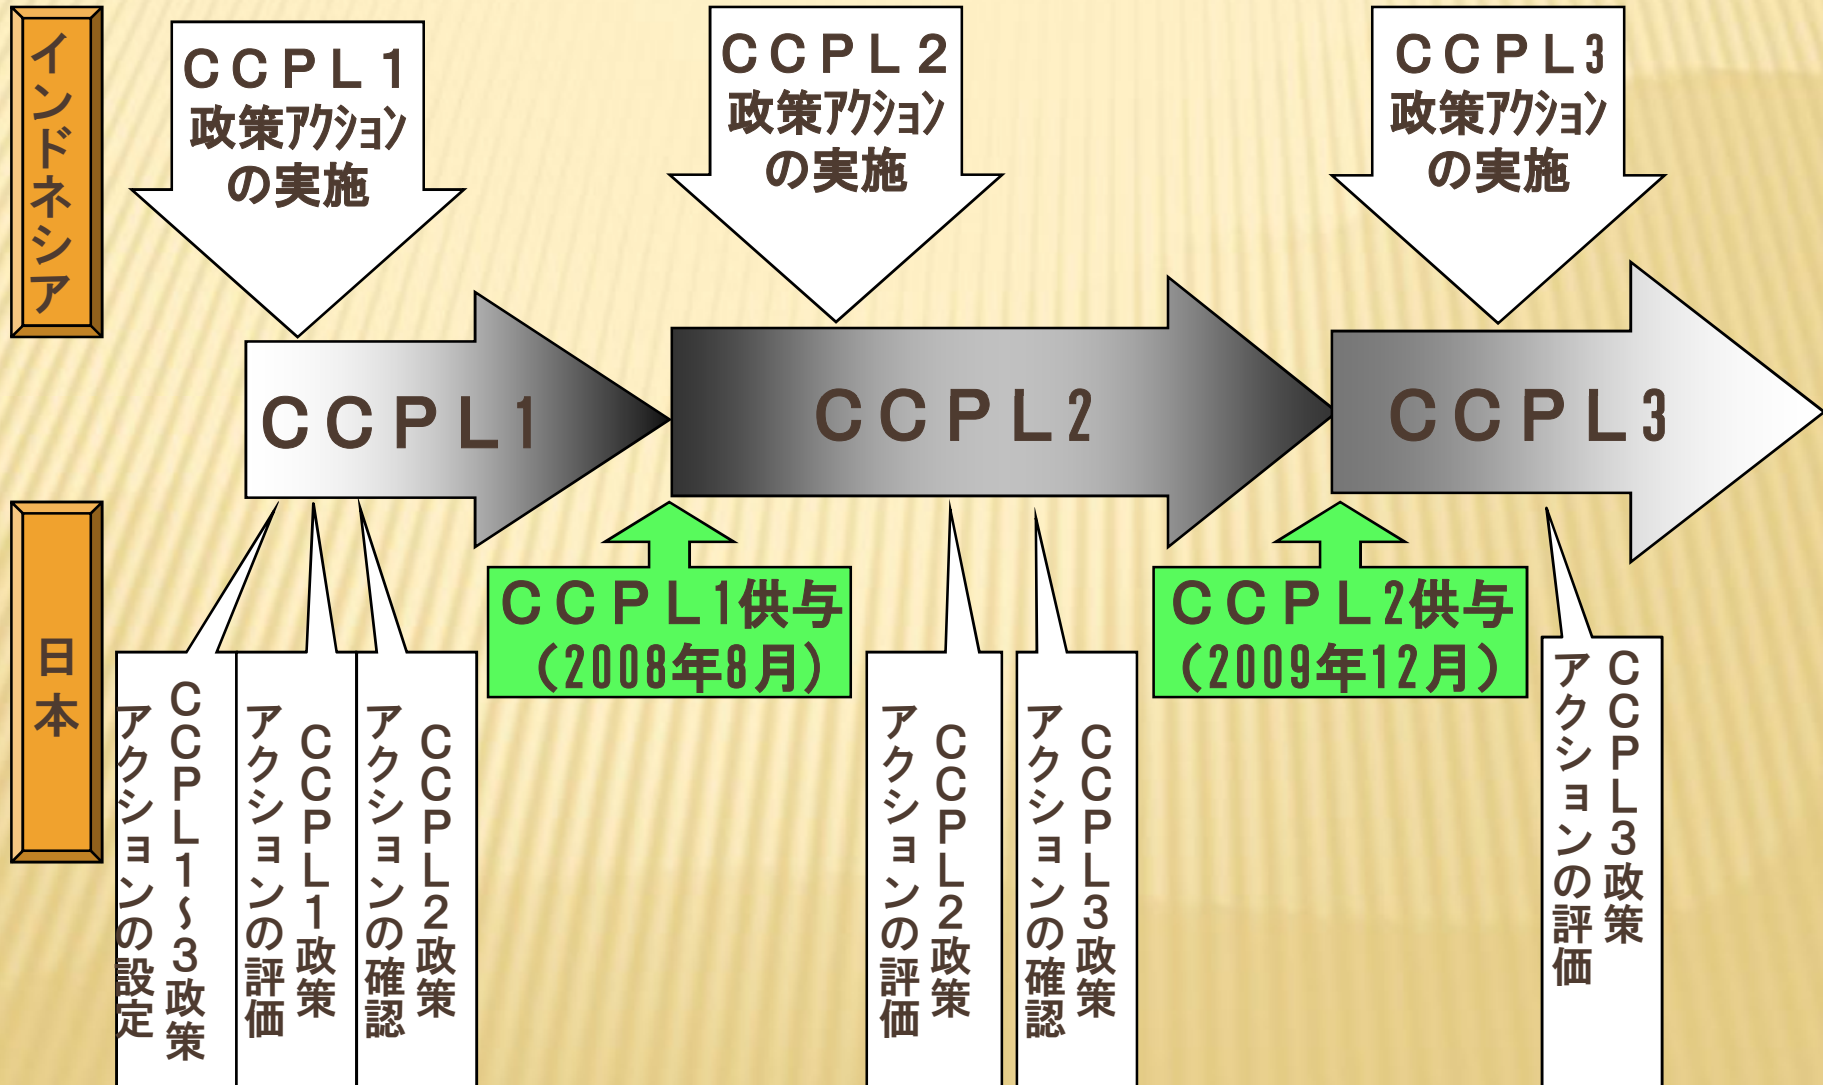 インドネシア
ＣＣＰＬ１
政策ｱｸｼｮﾝ
の実施
ＣＣＰＬ２
政策ｱｸｼｮﾝ
の実施
ＣＣＰＬ3
政策ｱｸｼｮﾝ
の実施
ＣＣＰＬ1
ＣＣＰＬ2
ＣＣＰＬ3
日本
ＣＣＰＬ1供与
（2008年8月）
ＣＣＰＬ2供与
（2009年12月）
ＣＣＰＬ１～３政策
アクションの設定
ＣＣＰＬ１政策
アクションの評価
ＣＣＰＬ２政策
アクションの確認
ＣＣＰＬ２政策
アクションの評価
ＣＣＰＬ３政策
アクションの確認
ＣＣＰＬ３政策
アクションの評価